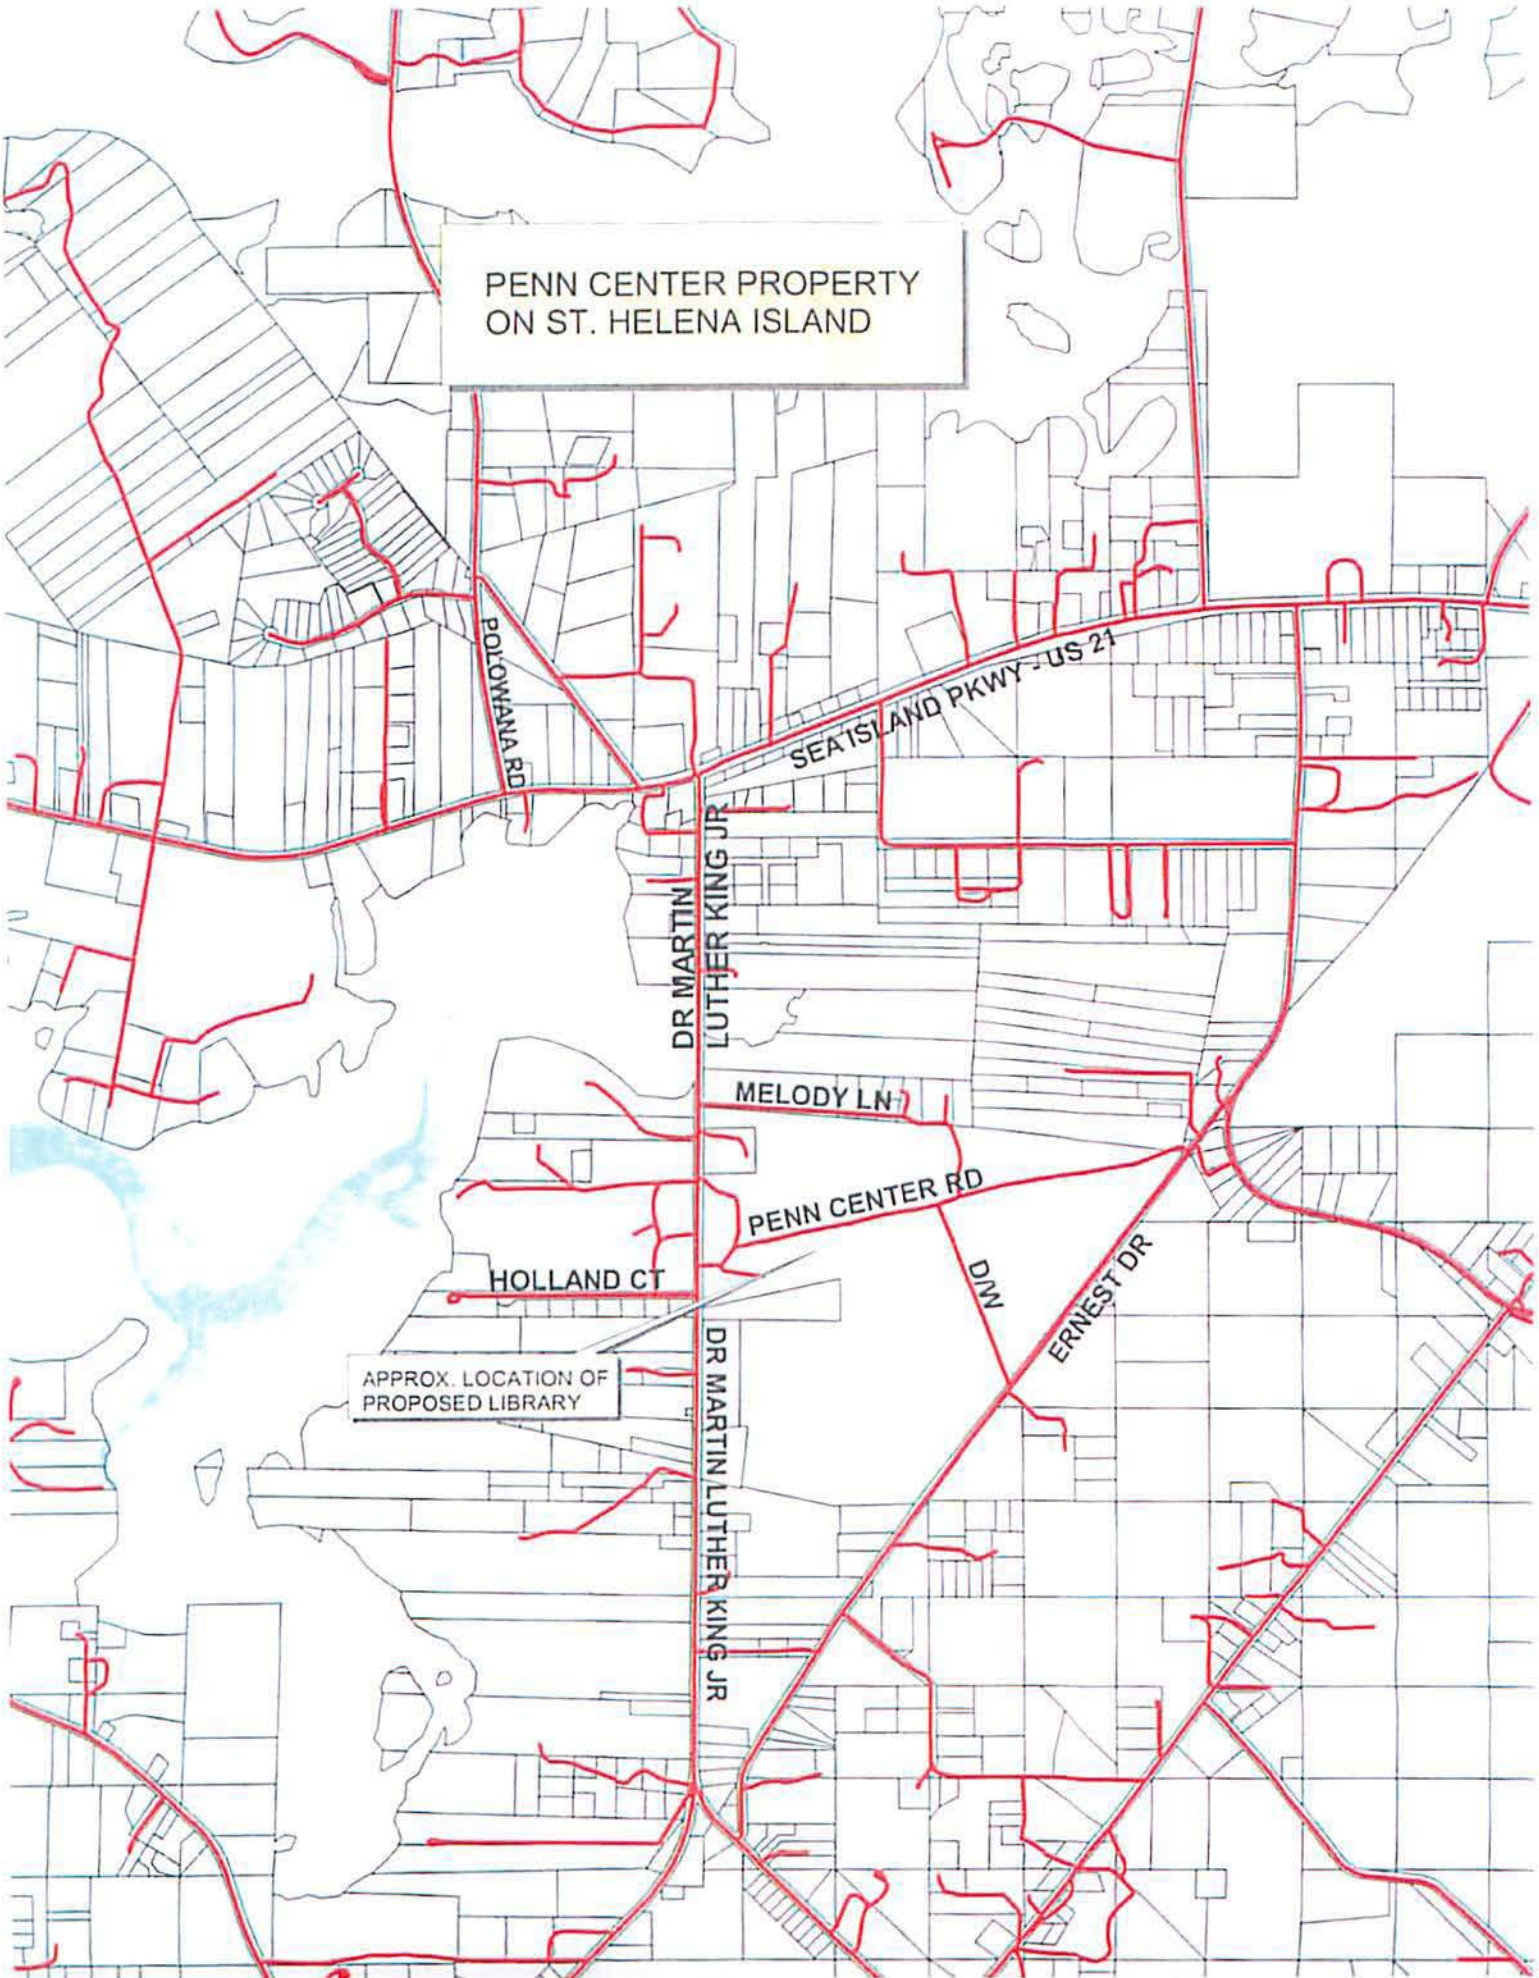 PENN CENTER PROPERTY
ON ST. HELENA ISLAND
POLOWANA RD
SEA ISLAND PKWY - US 21
DR MARTIN
LUTHER KING JR
MELODY LN
PENN CENTER RD
HOLLAND CT
D/W
ERNEST DR
APPROX. LOCATION OF
PROPOSED LIBRARY
DR MARTIN LUTHER KING JR